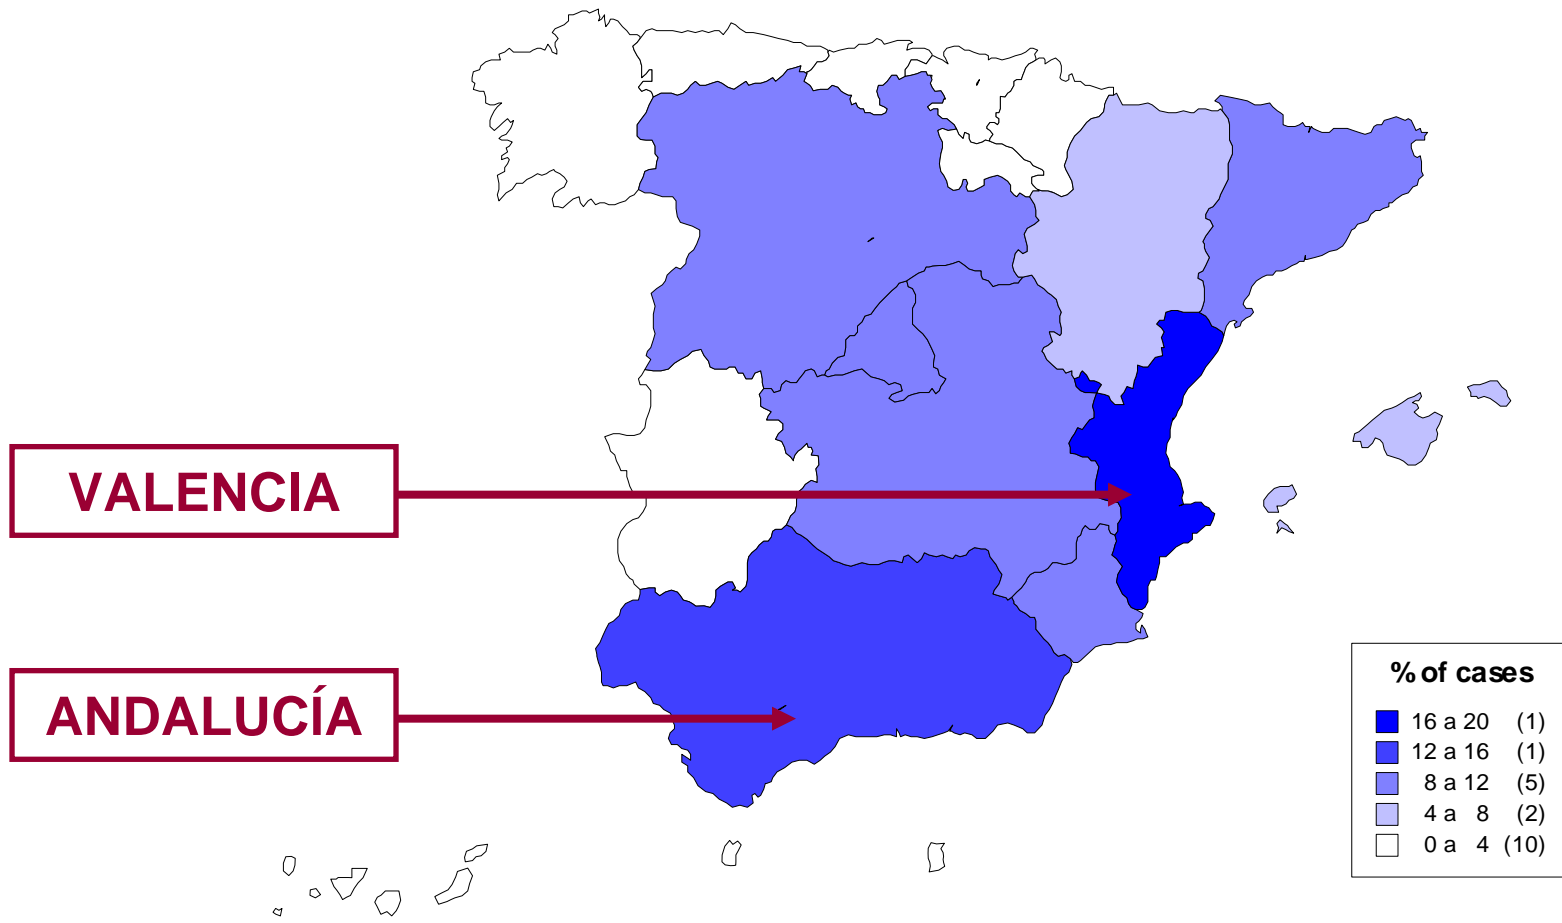 VALENCIA
ANDALUCÍA
% of cases
16 a 20 (1)
12 a 16 (1)
8 a 12 (5)
4 a 8 (2)
0 a 4 (10)